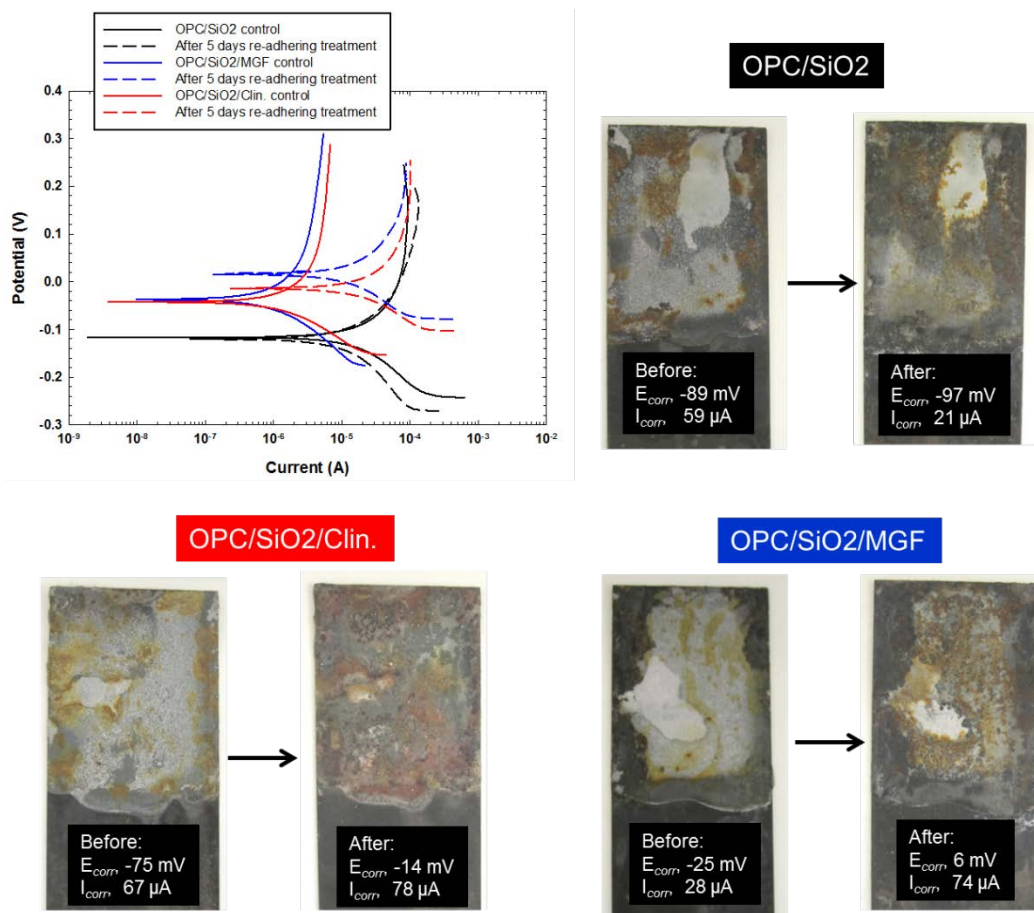 OPC/SiO2 control
After 5 days re-adhering treatment
OPC/SiO2/MGF control
After 5 days re-adhering treatment
OPC/SiO2/Clin. control
After 5 days re-adhering treatment
0.4
0.3
0.2
0.1
0.0
-0.1
-0.2
-0.3
Potential (V)
10-9
10-8
10-7
10-6
10-5
10-4
10-3
10-2
Current (A)
OPC/SiO2
Before:
Ecorr, -89 mV
Icorr, 59 µA
After:
Ecorr, -97 mV
Icorr, 21 µA
OPC/SiO2/Clin.
Before:
Ecorr, -75 mV
Icorr, 67 µA
After:
Ecorr, -14 mV
Icorr, 78 µA
OPC/SiO2/MGF
Before:
Ecorr, -25 mV
Icorr, 28 µA
After:
Ecorr, 6 mV
Icorr, 74 µA